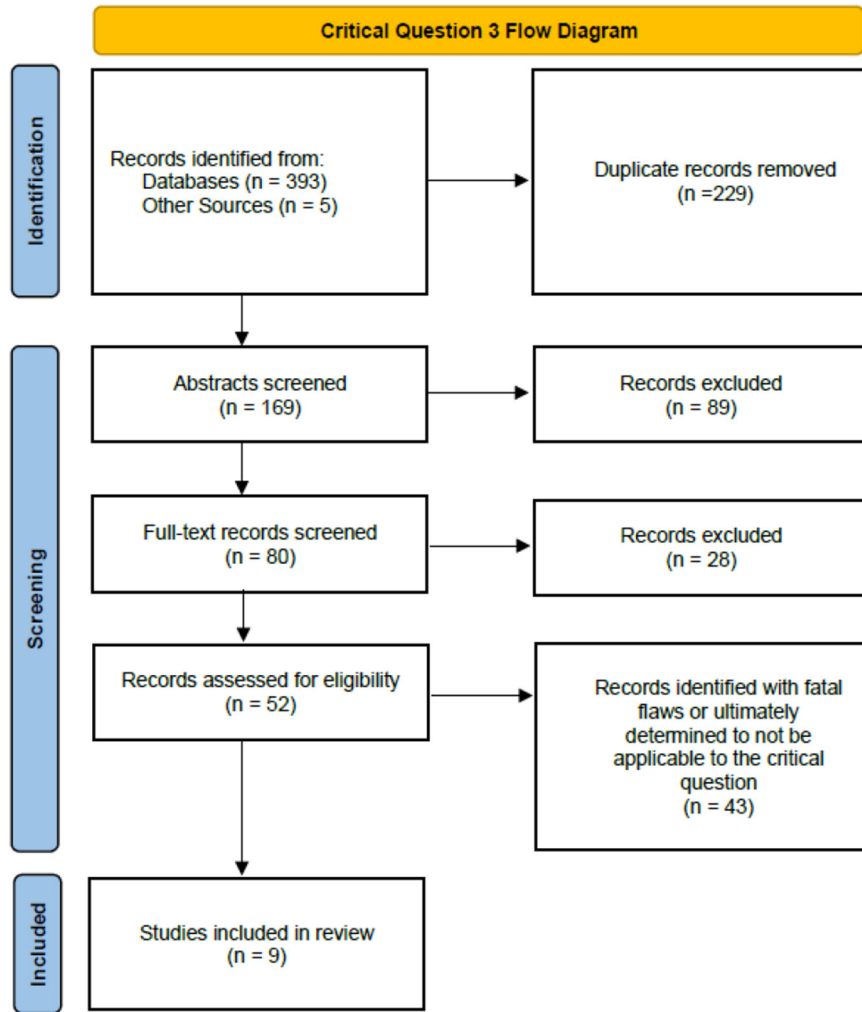 Critical Question 3 Flow Diagram
Identification
Records identified from:
Databases (n = 393)
Other Sources (n = 5)
Duplicate records removed
(n =229)
Screening
Abstracts screened
(n = 169)
Records excluded
(n = 89)
Full-text records screened
(n = 80)
Records excluded
(n = 28)
Records assessed for eligibility
(n = 52)
Records identified with fatal
flaws or ultimately
determined to not be
applicable to the critical
question
(n = 43)
Included
Studies included in review
(n = 9)